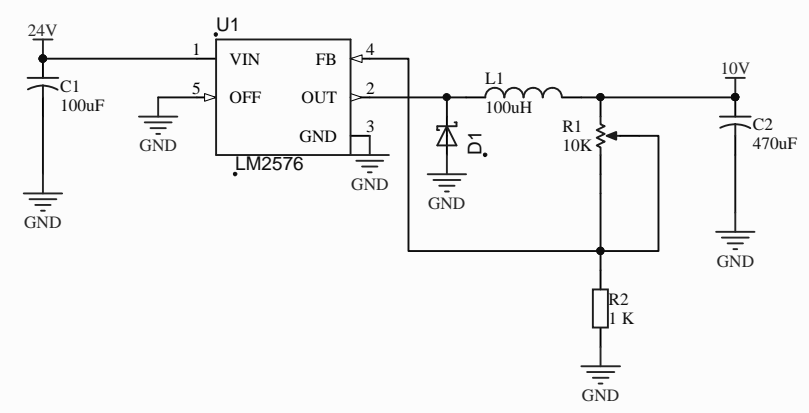 24V
U1
1
VIN
FB
4
10V
C1
100uF
5
OFF
OUT
2
L1
100uH
GND
GND
3
D1
R1
10K
C2
470uF
LM2576
GND
GND
GND
GND
R2
1 K
GND